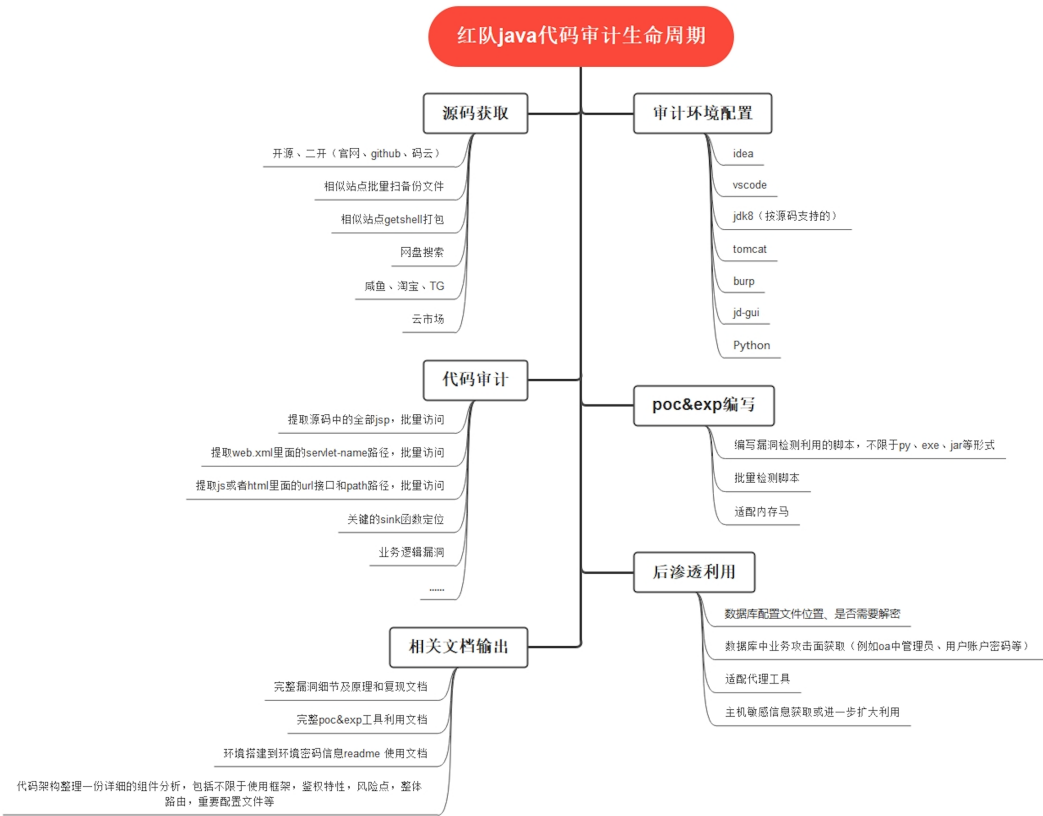 红队java代码审计生命周期
源码获取
开源、二开（官网、github、码云）
相似站点批量扫备份文件
相似站点getshell打包
网盘搜索
咸鱼、淘宝、TG
云市场
审计环境配置
idea
vscode
jdk8（按源码支持的）
tomcat
burp
jd-gui
Python
代码审计
提取源码中的全部jsp，批量访问
提取web.xml里面的servlet-name路径，批量访问
提取js或者html里面的url接口和path路径，批量访问
关键的sink函数定位
业务逻辑漏洞
......
poc&exp编写
编写漏洞检测利用的脚本，不限于py、exe、jar等形式
批量检测脚本
适配内存马
后渗透利用
数据库配置文件位置、是否需要解密
数据库中业务攻击面获取（例如oa中管理员、用户账户密码等）
适配代理工具
主机敏感信息获取或进一步扩大利用
相关文档输出
完整漏洞细节及原理和复现文档
完整poc&exp工具利用文档
环境搭建到环境密码信息readme 使用文档
代码架构整理一份详细的组件分析，包括不限于使用框架，鉴权特性，风险点，整体
路由，重要配置文件等